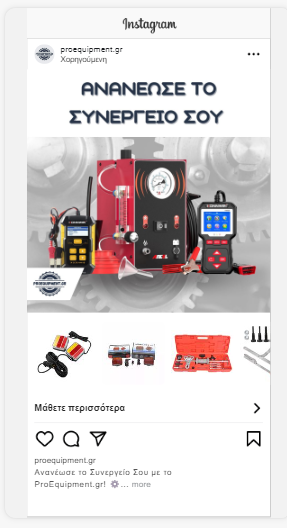 Instagram
proequipment.gr
Χορηγούμενη
ΑΝΑΝΕΩΣΕ ΤΟ
ΣΥΝΕΡΓΕΙΟ ΣΟΥ
PROEQUIPMENT.GR
Μάθετε περισσότερα
proequipment.gr
Ανανέωσε το Συνεργείο Σου με το
ProEquipment.gr! ⚙️... more